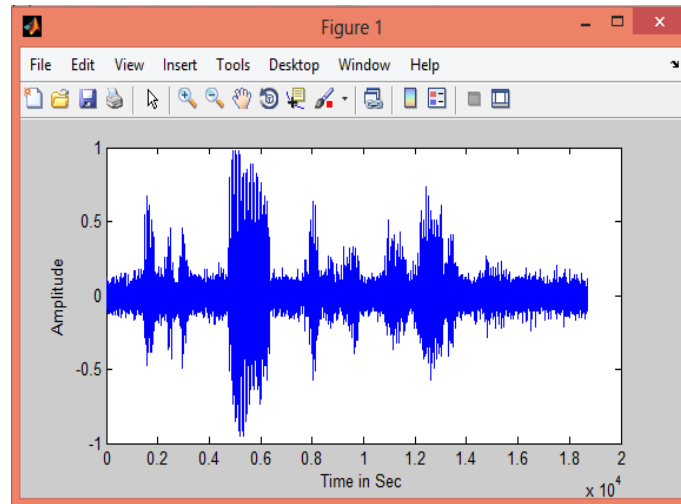 Figure 1
File Edit View Insert Tools Desktop Window Help
1
0.5
0
-0.5
-1
Amplitude
0 0.2 0.4 0.6 0.8 1 1.2 1.4 1.6 1.8 2
Time in Sec
x 10^4